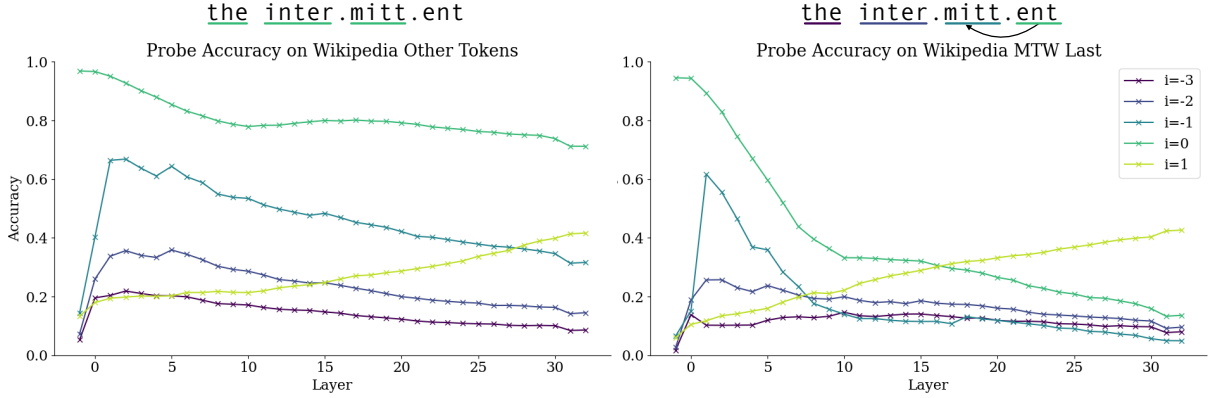 the inter.mitt.ent
Probe Accuracy on Wikipedia Other Tokens
1.0
0.8
0.6
0.4
0.2
0.0
Accuracy
0 5 10 15 20 25 30
Layer
the inter.mitt.ent
Probe Accuracy on Wikipedia MTW Last
1.0
0.8
0.6
0.4
0.2
0.0
0 5 10 15 20 25 30
Layer
i=-3
i=-2
i=-1
i=0
i=1